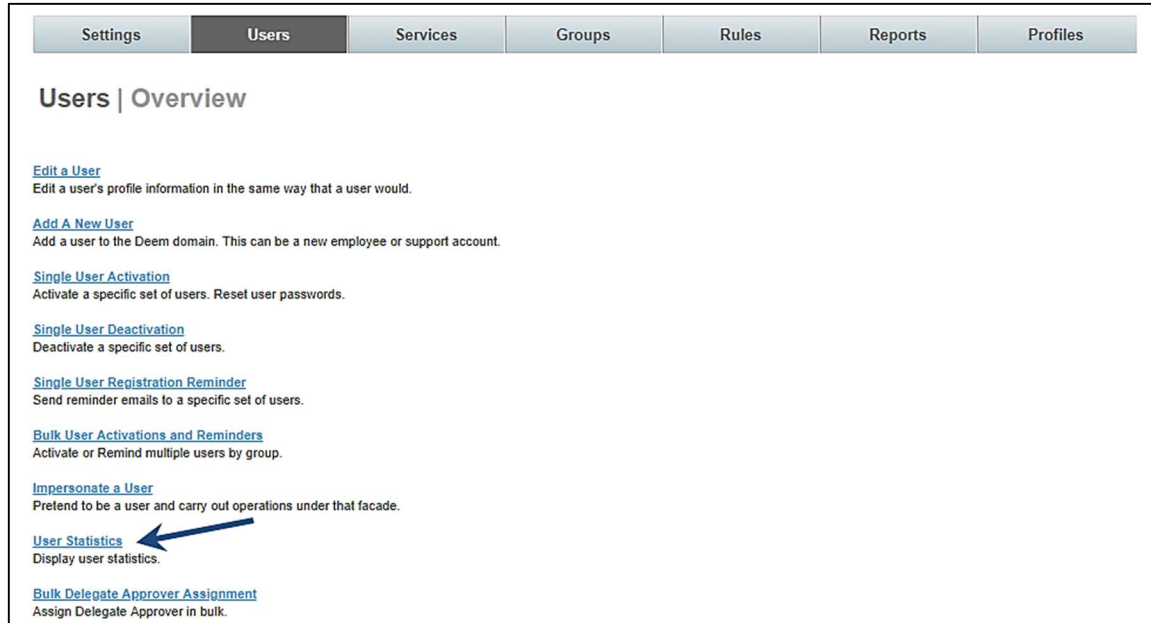 Settings Users Services Groups Rules Reports Profiles
Users | Overview
Edit a User
Edit a user's profile information in the same way that a user would.
Add A New User
Add a user to the Deem domain. This can be a new employee or support account.
Single User Activation
Activate a specific set of users. Reset user passwords.
Single User Deactivation
Deactivate a specific set of users.
Single User Registration Reminder
Send reminder emails to a specific set of users.
Bulk User Activations and Reminders
Activate or Remind multiple users by group.
Impersonate a User
Pretend to be a user and carry out operations under that facade.
User Statistics
Display user statistics.
Bulk Delegate Approver Assignment
Assign Delegate Approver in bulk.